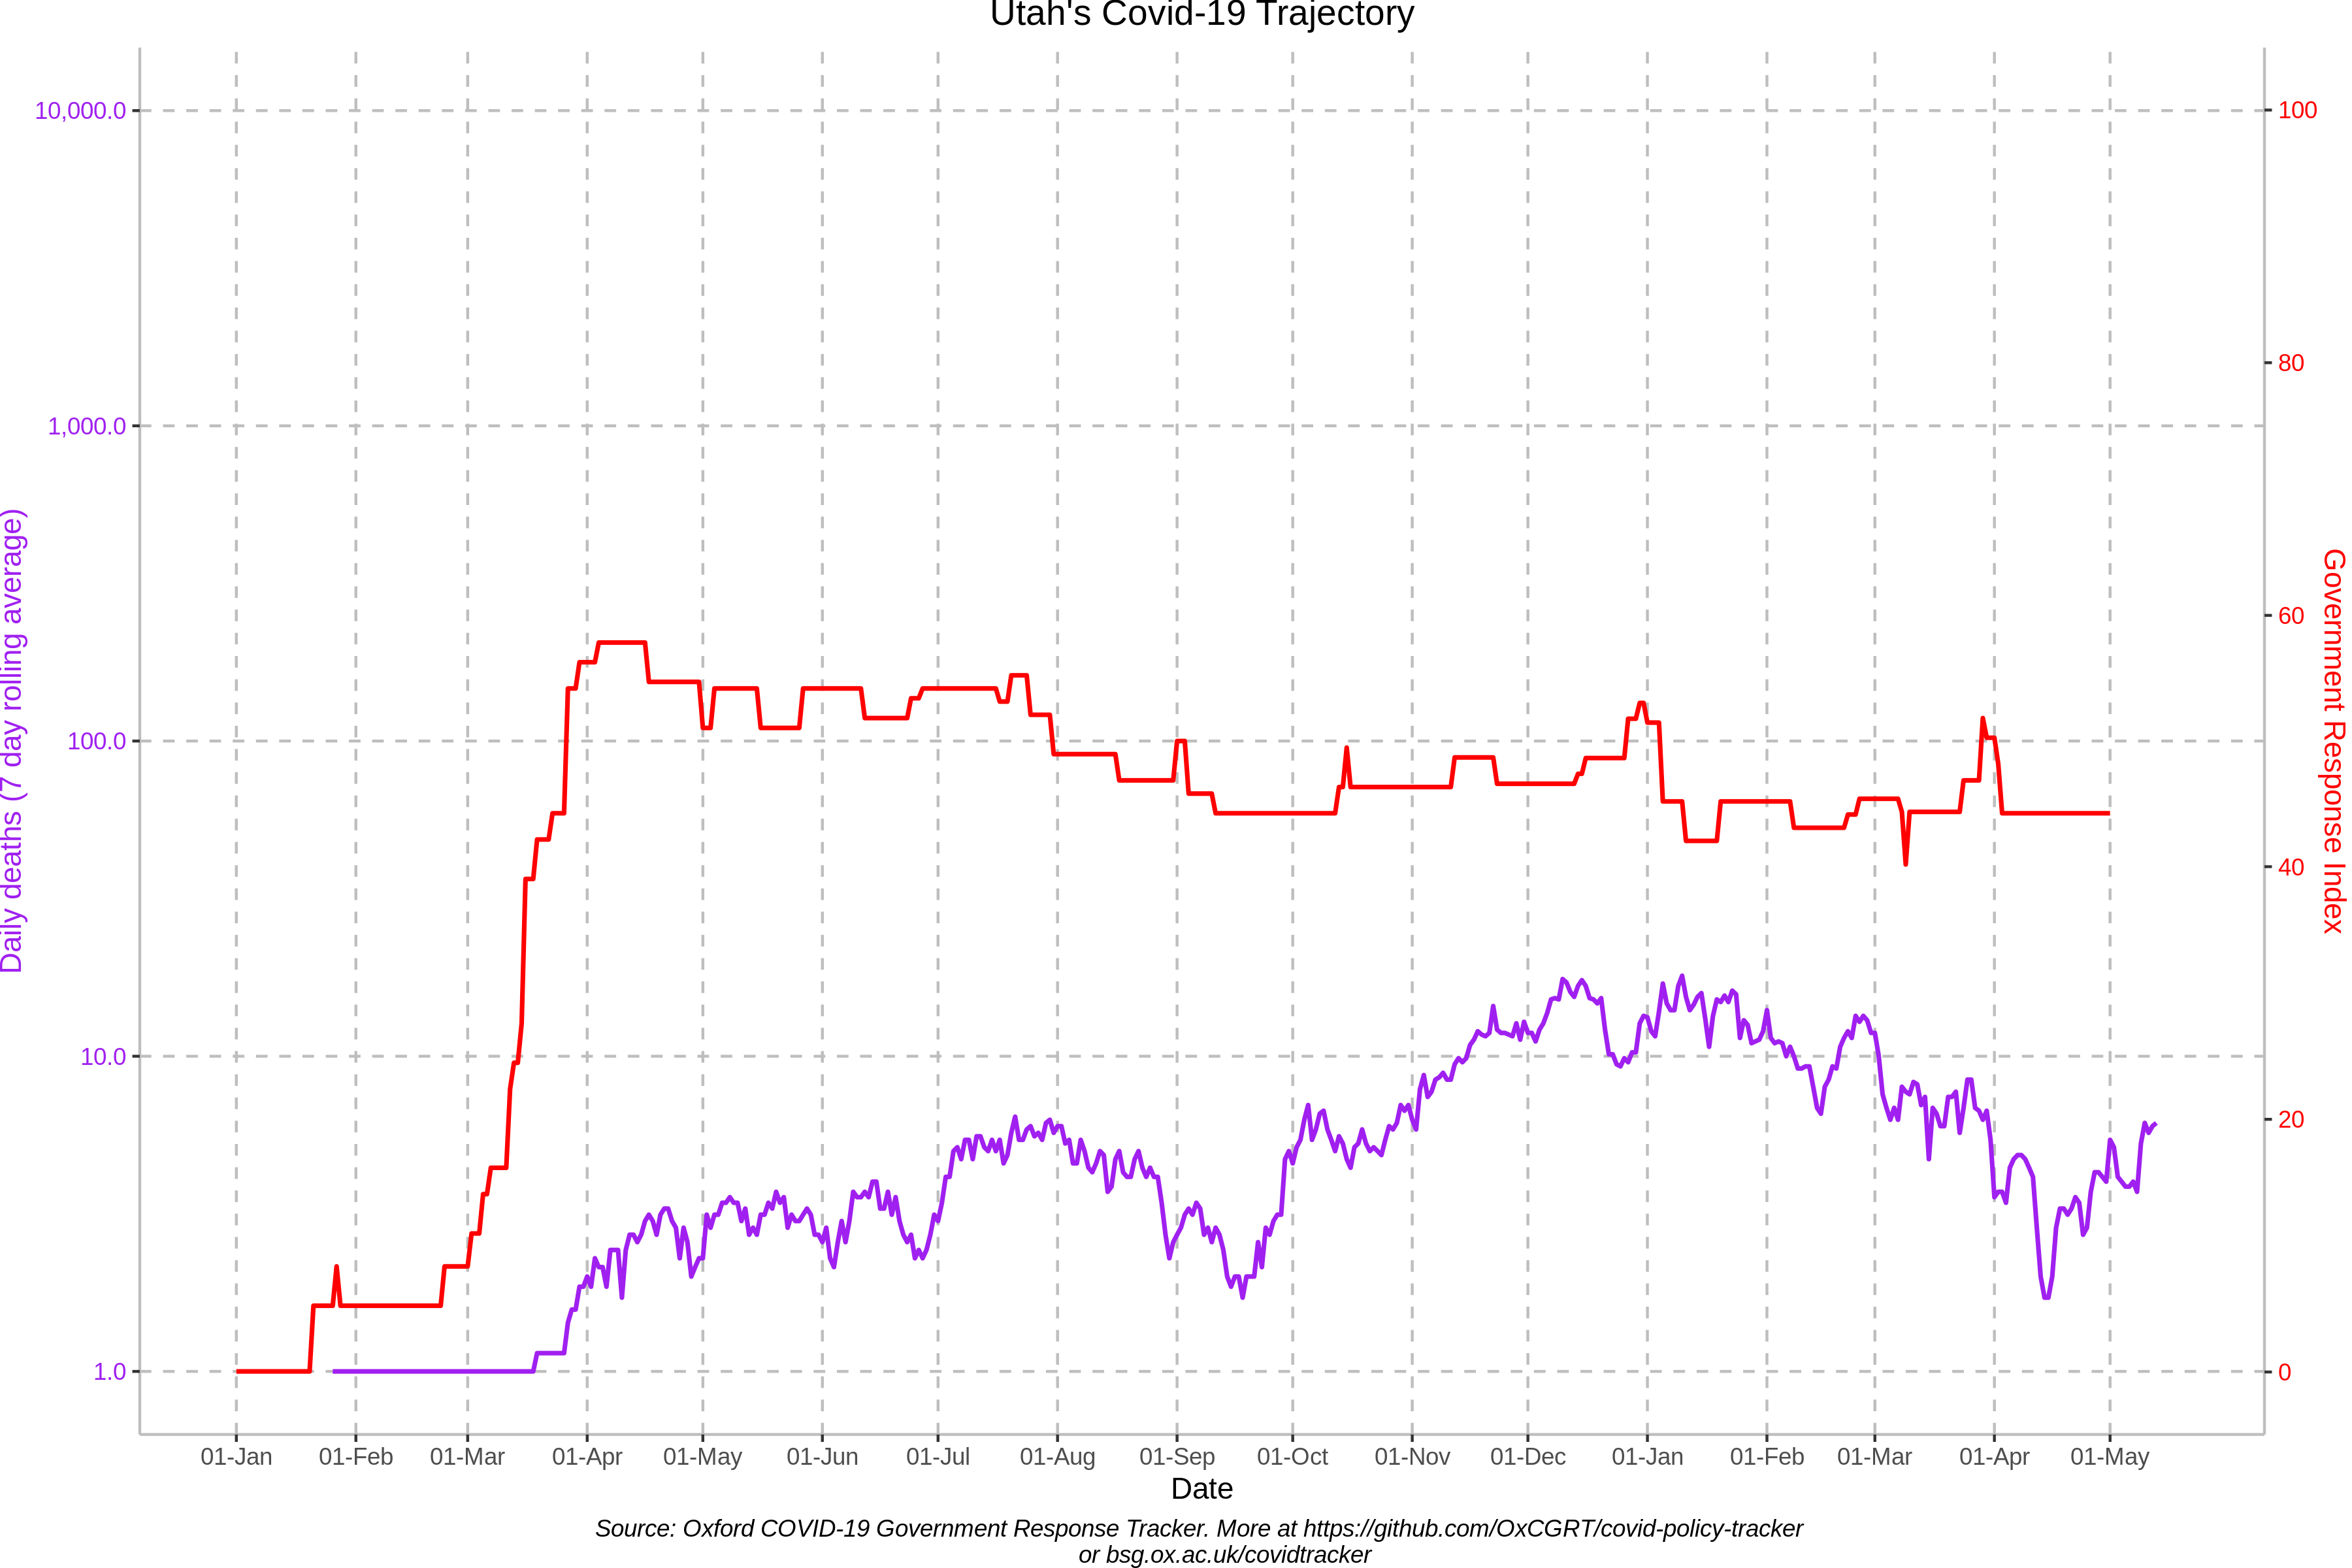 Utah's Covid-19 Trajectory
10,000.0
1,000.0
100.0
10.0
1.0
Daily deaths (7 day rolling average)
100
80
60
40
20
0
Government Response Index
01-Jan 01-Feb 01-Mar 01-Apr 01-May 01-Jun 01-Jul 01-Aug 01-Sep 01-Oct 01-Nov 01-Dec 01-Jan 01-Feb 01-Mar 01-Apr 01-May
Date
Source: Oxford COVID-19 Government Response Tracker. More at https://github.com/OxCGRT/covid-policy-tracker
or bsg.ox.ac.uk/covidtracker